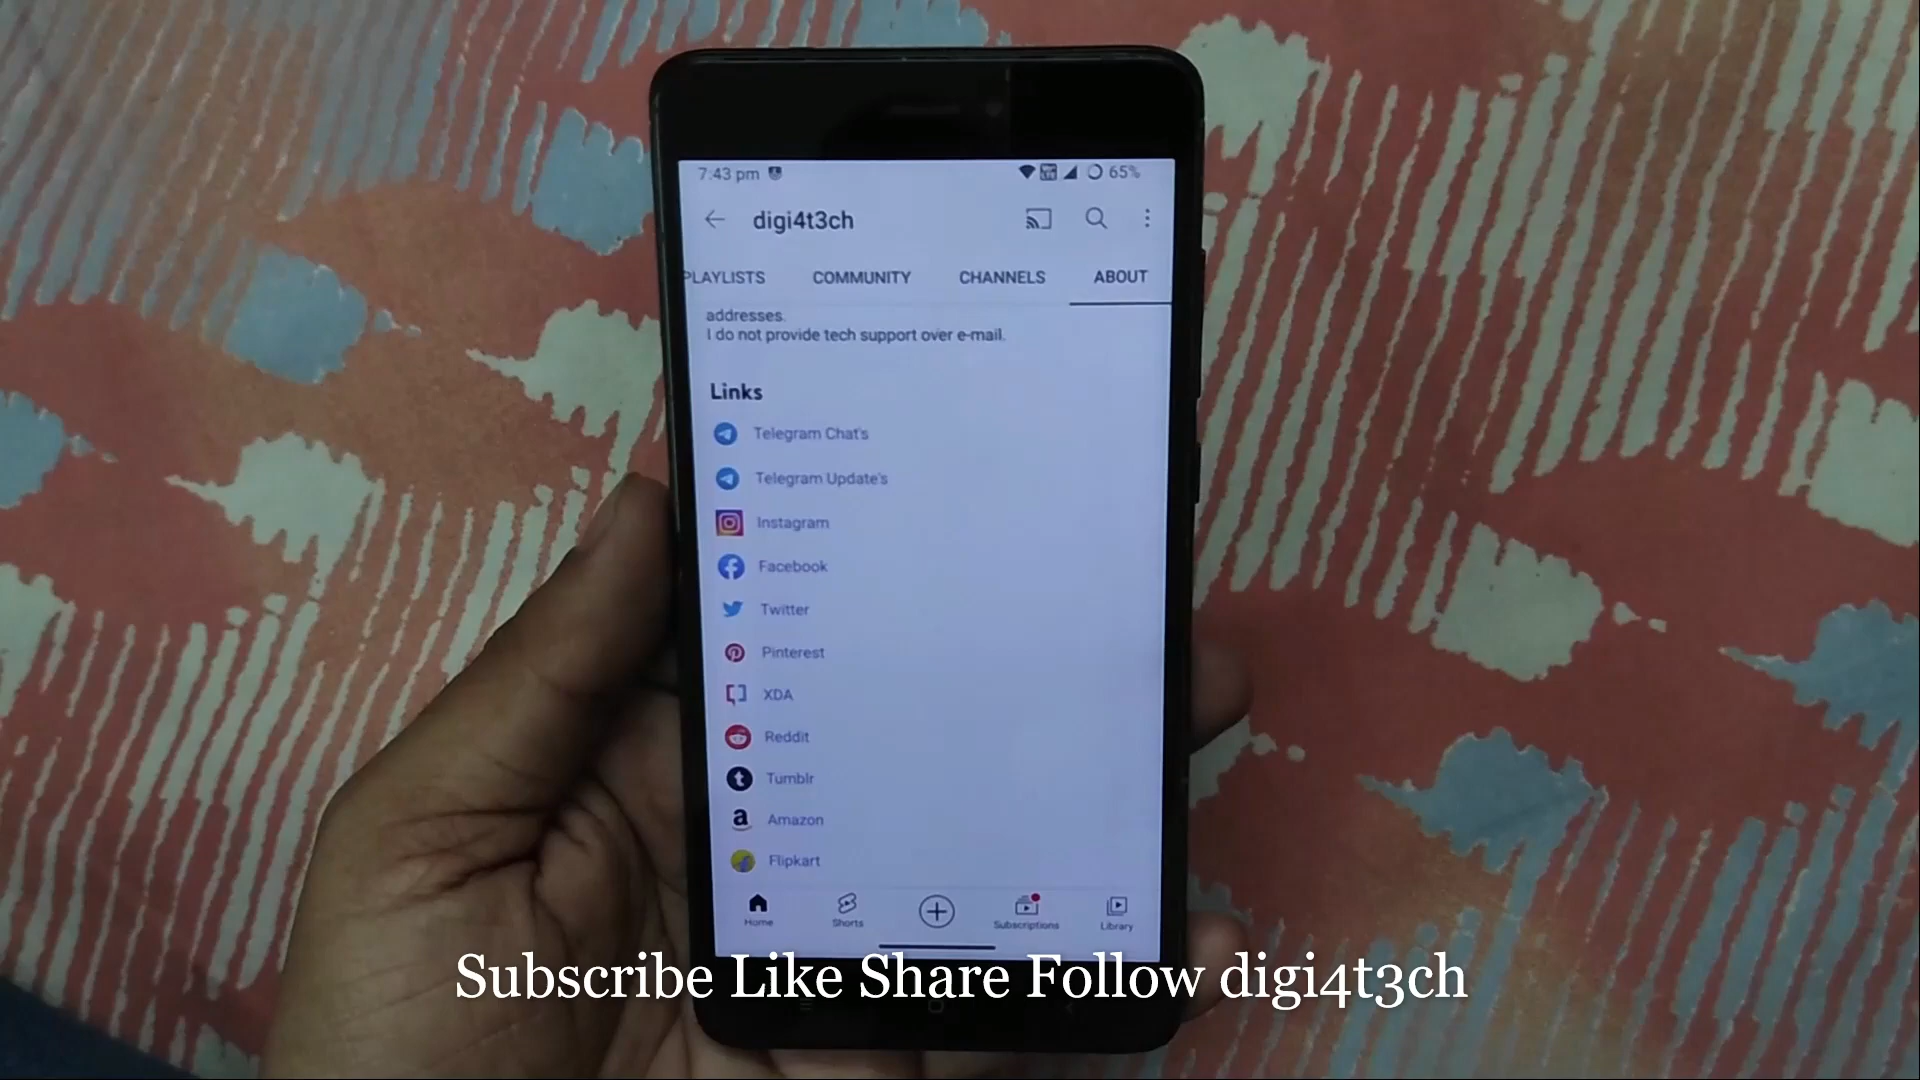 7:43 pm 65%
digi4t3ch
PLAYLISTS COMMUNITY CHANNELS ABOUT
addresses.
I do not provide tech support over e-mail.
Links
Telegram Chat's
Telegram Update's
Instagram
Facebook
Twitter
Pinterest
XDA
Reddit
Tumblr
Amazon
Flipkart
Home Shorts Subscriptions Library
Subscribe Like Share Follow digi4t3ch